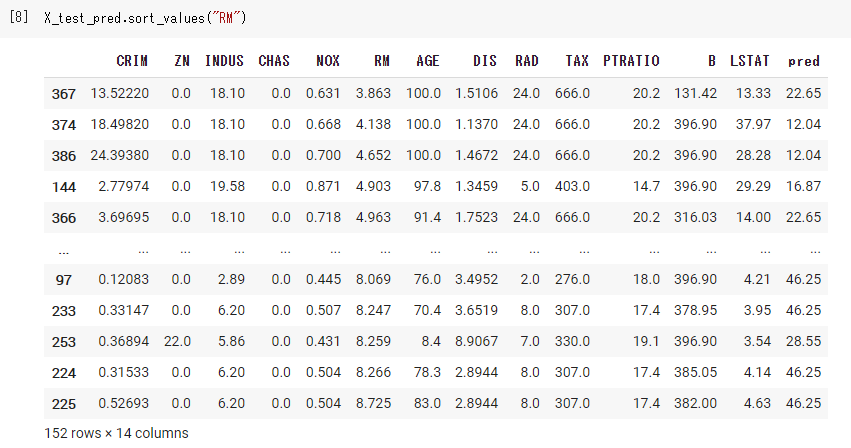 [8] X_test_pred.sort_values("RM")
CRIM ZN INDUS CHAS NOX RM AGE DIS RAD TAX PTRATIO B LSTAT pred
367 13.52220 0.0 18.10 0.0 0.631 3.863 100.0 1.5106 24.0 666.0 20.2 131.42 13.33 22.65
374 18.49820 0.0 18.10 0.0 0.668 4.138 100.0 1.1370 24.0 666.0 20.2 396.90 37.97 12.04
386 24.39380 0.0 18.10 0.0 0.700 4.652 100.0 1.4672 24.0 666.0 20.2 396.90 28.28 12.04
144 2.77974 0.0 19.58 0.0 0.871 4.903 97.8 1.3459 5.0 403.0 14.7 396.90 29.29 16.87
366 3.69695 0.0 18.10 0.0 0.718 4.963 91.4 1.7523 24.0 666.0 20.2 316.03 14.00 22.65
... ... ... ... ... ... ... ... ... ... ... ... ... ... ...
97 0.12083 0.0 2.89 0.0 0.445 8.069 76.0 3.4952 2.0 276.0 18.0 396.90 4.21 46.25
233 0.33147 0.0 6.20 0.0 0.507 8.247 70.4 3.6519 8.0 307.0 17.4 378.95 3.95 46.25
253 0.36894 22.0 5.86 0.0 0.431 8.259 8.4 8.9067 7.0 330.0 19.1 396.90 3.54 28.55
224 0.31533 0.0 6.20 0.0 0.504 8.266 78.3 2.8944 8.0 307.0 17.4 385.05 4.14 46.25
225 0.52693 0.0 6.20 0.0 0.504 8.725 83.0 2.8944 8.0 307.0 17.4 382.00 4.63 46.25
152 rows × 14 columns